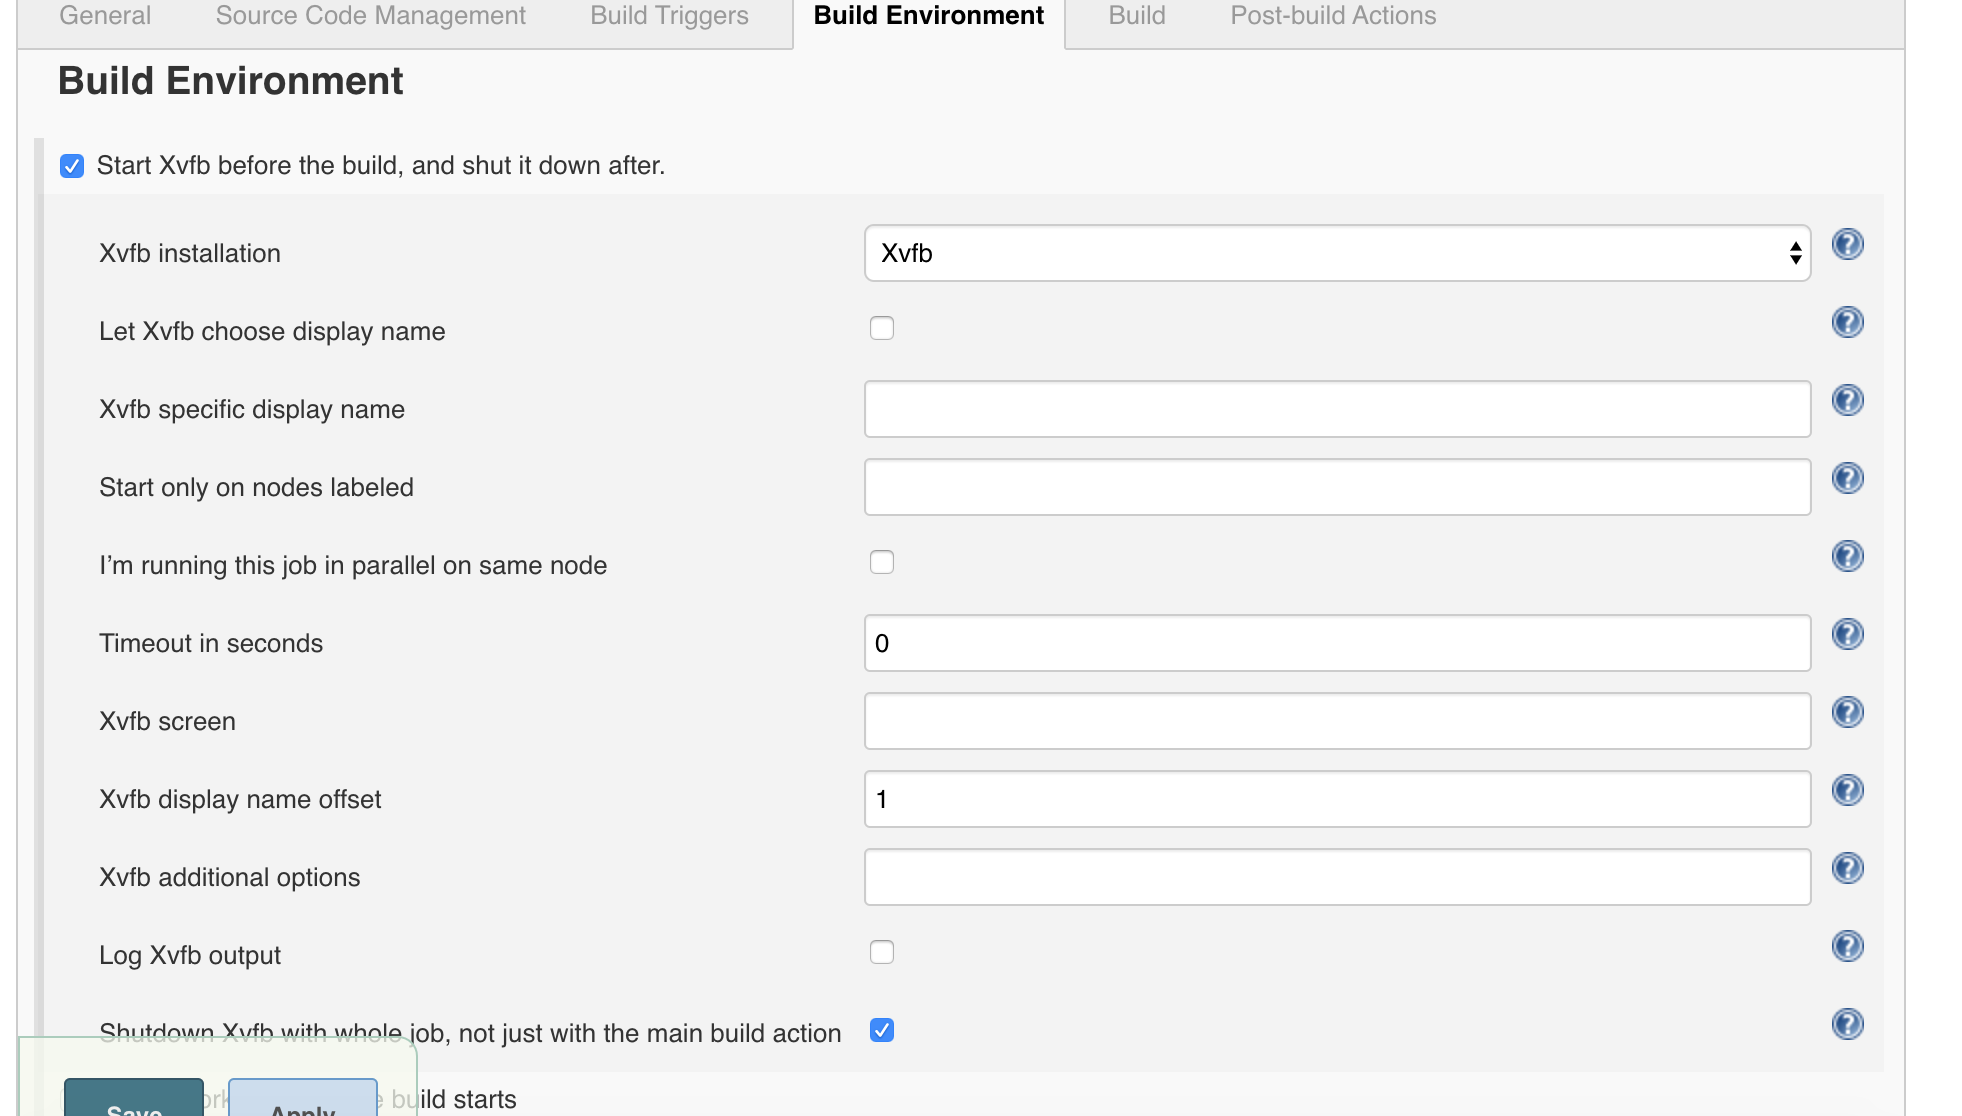 General Source Code Management Build Triggers Build Environment Build Post-build Actions
Build Environment
Start Xvfb before the build, and shut it down after.
Xvfb installation Xvfb
Let Xvfb choose display name
Xvfb specific display name
Start only on nodes labeled
I’m running this job in parallel on same node
Timeout in seconds 0
Xvfb screen
Xvfb display name offset 1
Xvfb additional options
Log Xvfb output
Shutdown Xvfb with whole job, not just with the main build action
build starts
Save Apply